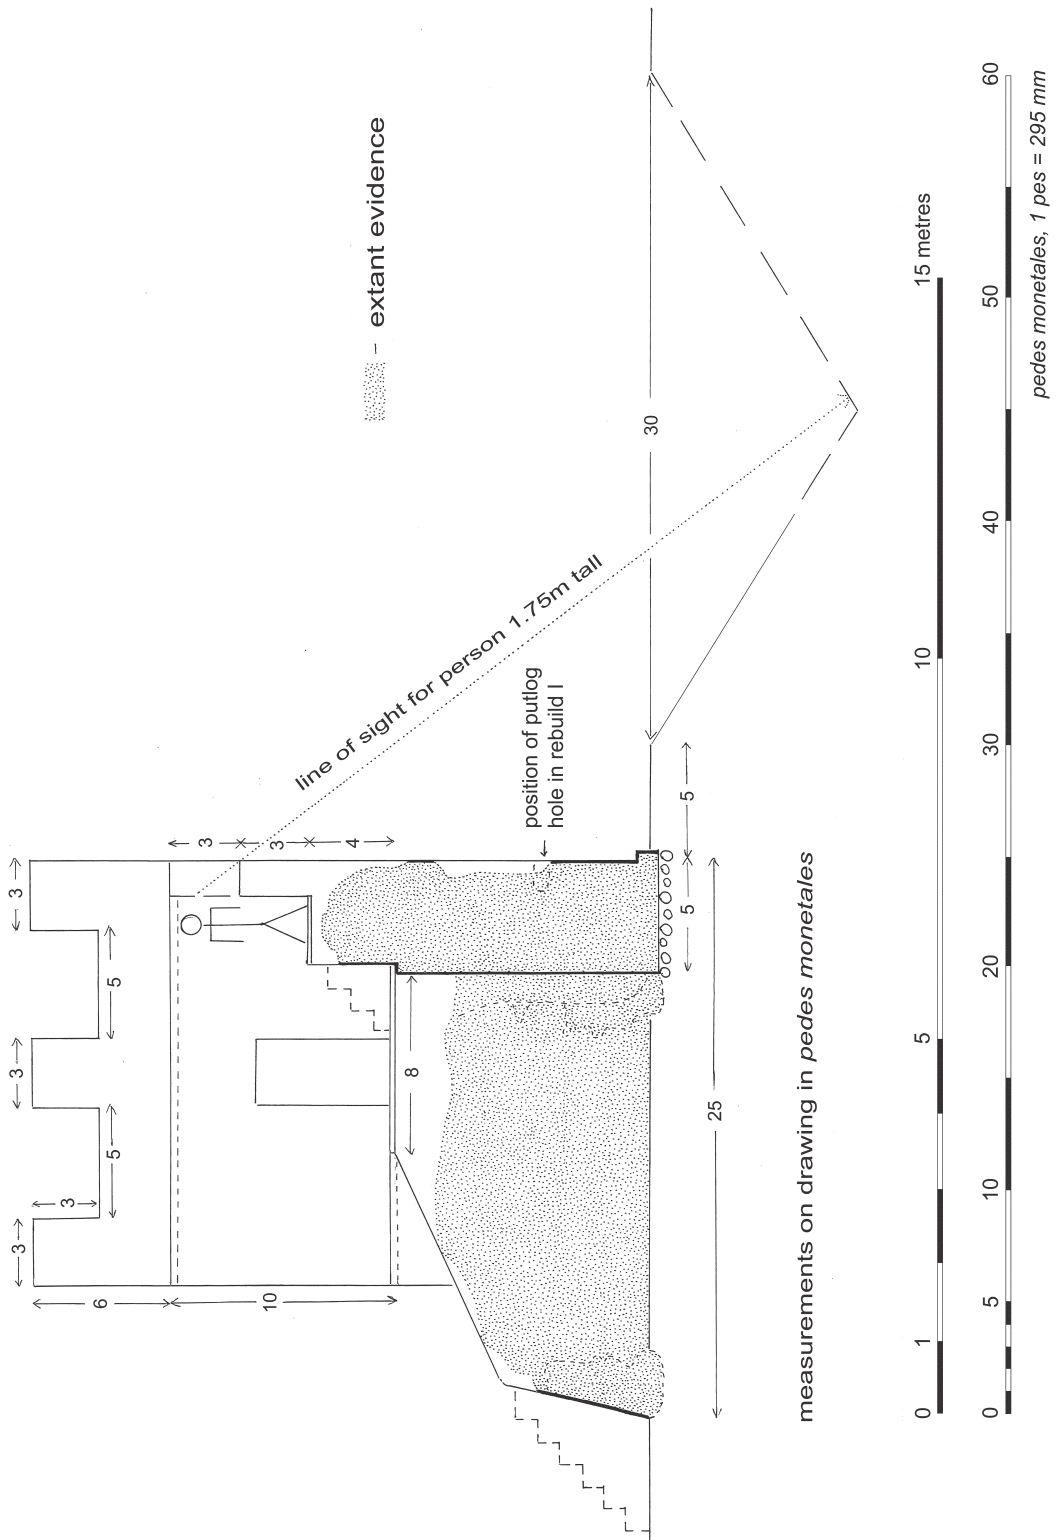 3
3
3
3
6
5
5
3
3
4
10
– extant evidence
8
line of sight for person 1.75m tall
position of putlog
hole in rebuild I
30
5
5
25
measurements on drawing in pedes monetales
0 1 5 10 15 metres
0 5 10 20 30 40 50 60
pedes monetales, 1 pes = 295 mm